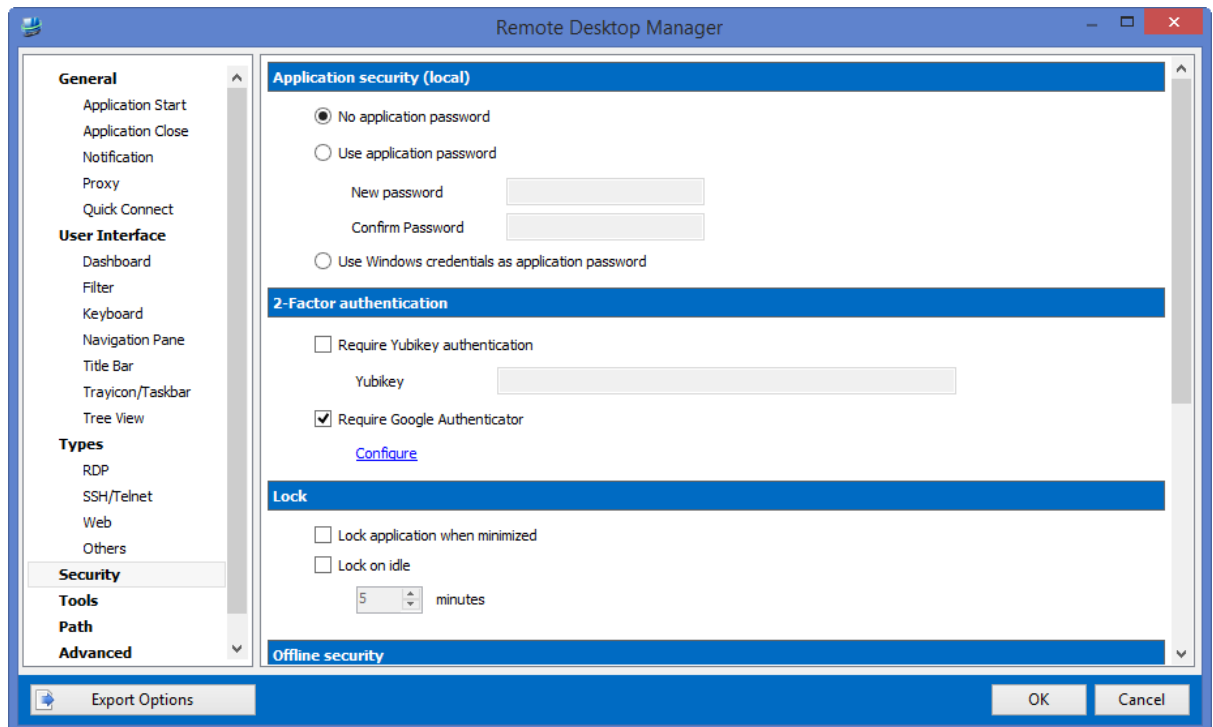 Remote Desktop Manager
General
Application Start
Application Close
Notification
Proxy
Quick Connect
User Interface
Dashboard
Filter
Keyboard
Navigation Pane
Title Bar
Trayicon/Taskbar
Tree View
Types
RDP
SSH/Telnet
Web
Others
Security
Tools
Path
Advanced
Application security (local)
No application password
Use application password
New password
Confirm Password
Use Windows credentials as application password
2-Factor authentication
Require Yubikey authentication
Yubikey
Require Google Authenticator
Configure
Lock
Lock application when minimized
Lock on idle
5 minutes
Offline security
Export Options
OK
Cancel